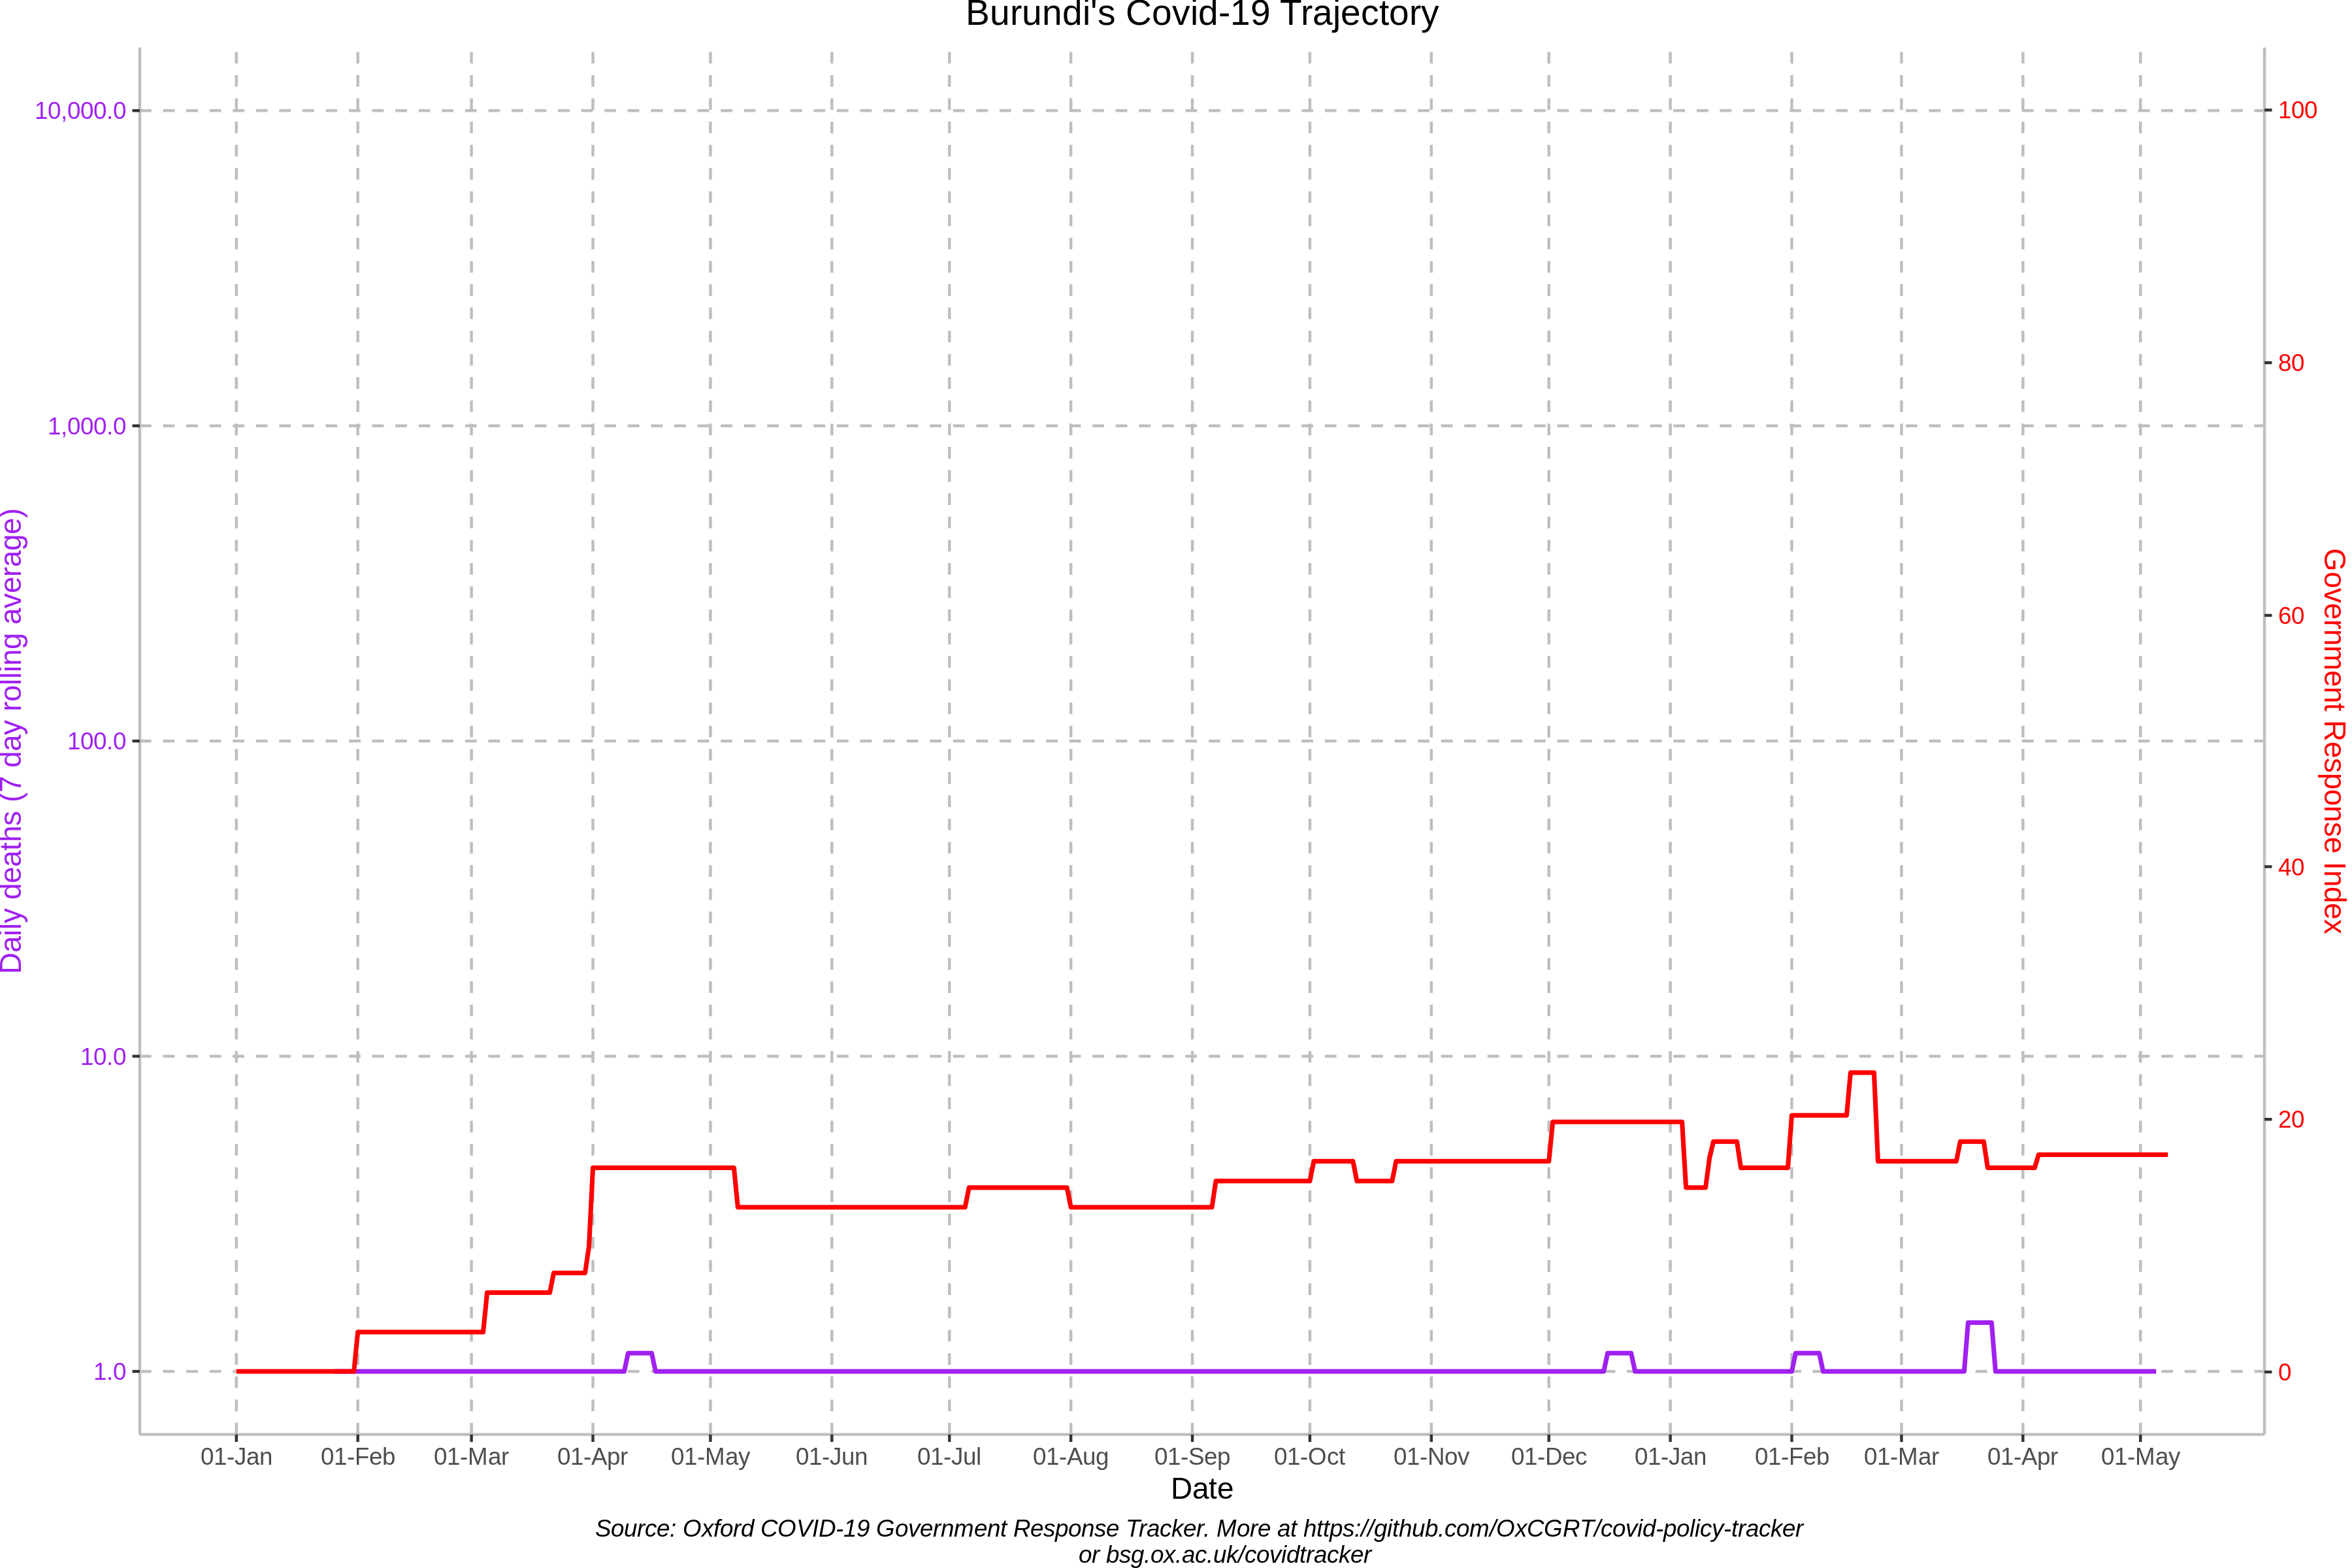 Burundi's Covid-19 Trajectory
10,000.0
1,000.0
100.0
10.0
1.0
Daily deaths (7 day rolling average)
100
80
60
40
20
0
Government Response Index
01-Jan 01-Feb 01-Mar 01-Apr 01-May 01-Jun 01-Jul 01-Aug 01-Sep 01-Oct 01-Nov 01-Dec 01-Jan 01-Feb 01-Mar 01-Apr 01-May
Date
Source: Oxford COVID-19 Government Response Tracker. More at https://github.com/OxCGRT/covid-policy-tracker
or bsg.ox.ac.uk/covidtracker